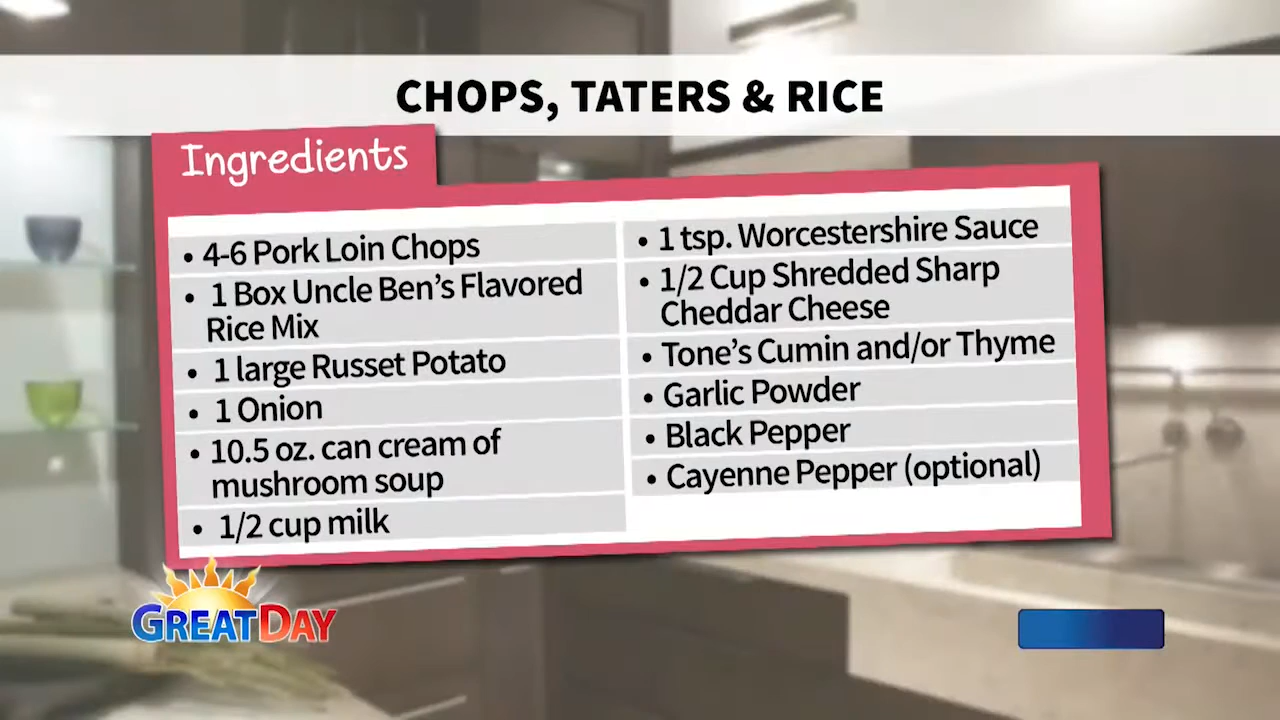 CHOPS, TATERS & RICE
Ingredients
• 4-6 Pork Loin Chops
• 1 Box Uncle Ben's Flavored
Rice Mix
• 1 large Russet Potato
• 1 Onion
• 10.5 oz. can cream of
mushroom soup
• 1/2 cup milk
• 1 tsp. Worcestershire Sauce
• 1/2 Cup Shredded Sharp
Cheddar Cheese
• Tone's Cumin and/or Thyme
• Garlic Powder
• Black Pepper
• Cayenne Pepper (optional)
GREAT DAY